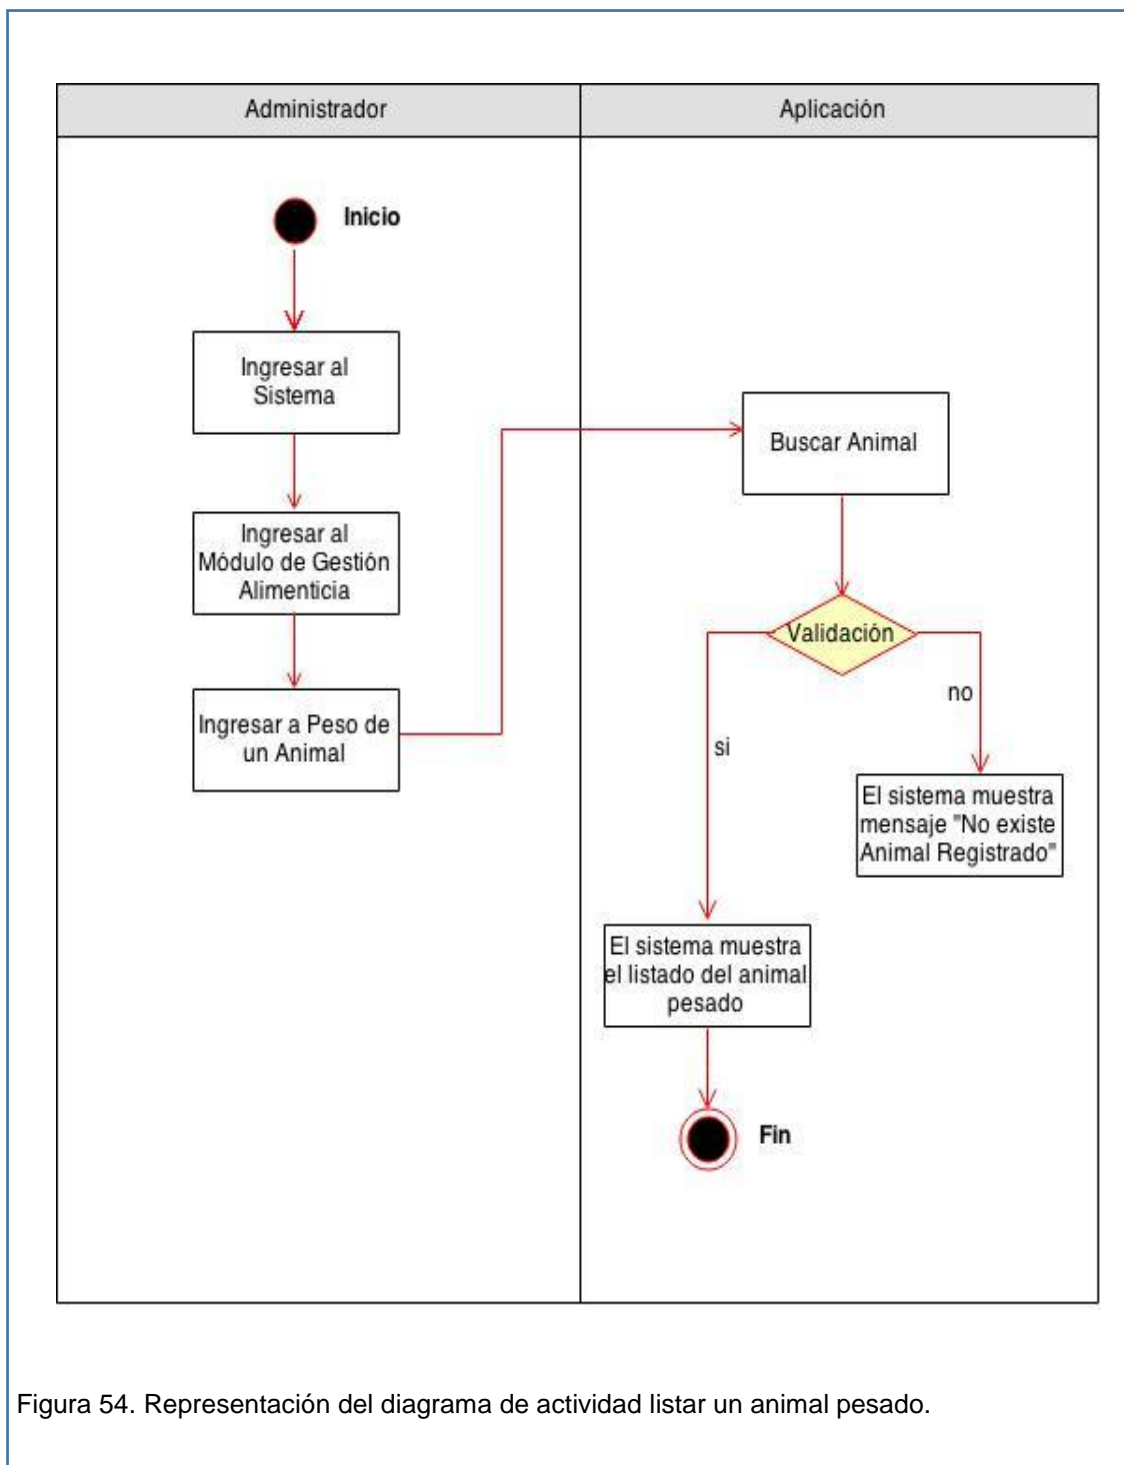 Administrador
Aplicación
Inicio
Ingresar al
Sistema
Ingresar al
Módulo de Gestión
Alimenticia
Ingresar a Peso de
un Animal
Buscar Animal
Validación
no
si
El sistema muestra
mensaje "No existe
Animal Registrado"
El sistema muestra
el listado del animal
pesado
Fin
Figura 54. Representación del diagrama de actividad listar un animal pesado.